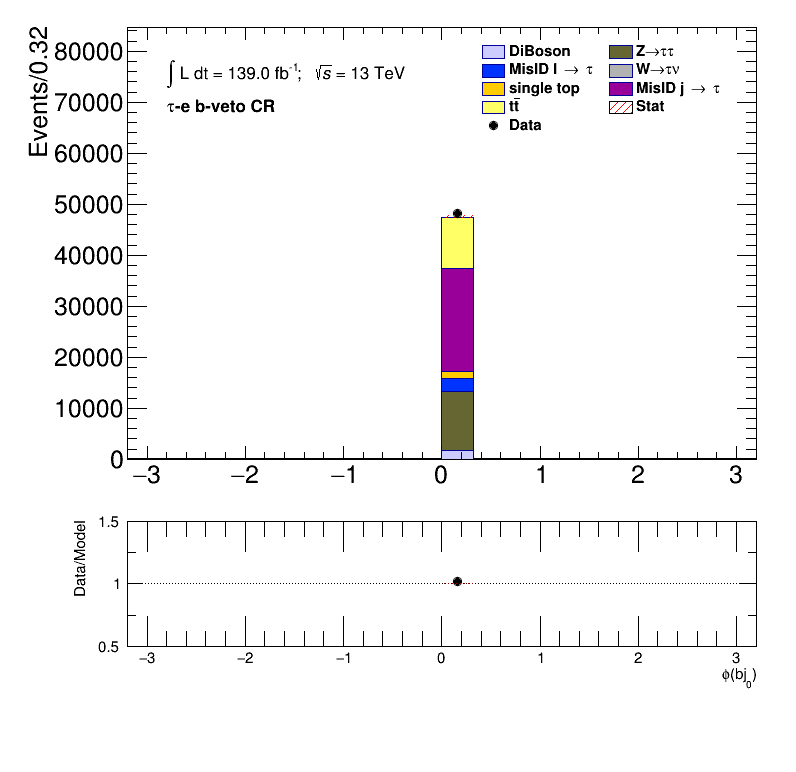 Events/0.32
80000
70000
60000
50000
40000
30000
20000
10000
0
∫ L dt = 139.0 fb⁻¹; √s = 13 TeV
τ-e b-veto CR
DiBoson
Z→ττ
MisID l → τ
W→τν
single top
MisID j → τ
tt̄
Stat
Data
−3 −2 −1 0 1 2 3
Data/Model
1.5
1
0.5
−3 −2 −1 0 1 2 3
ϕ(bj₀)